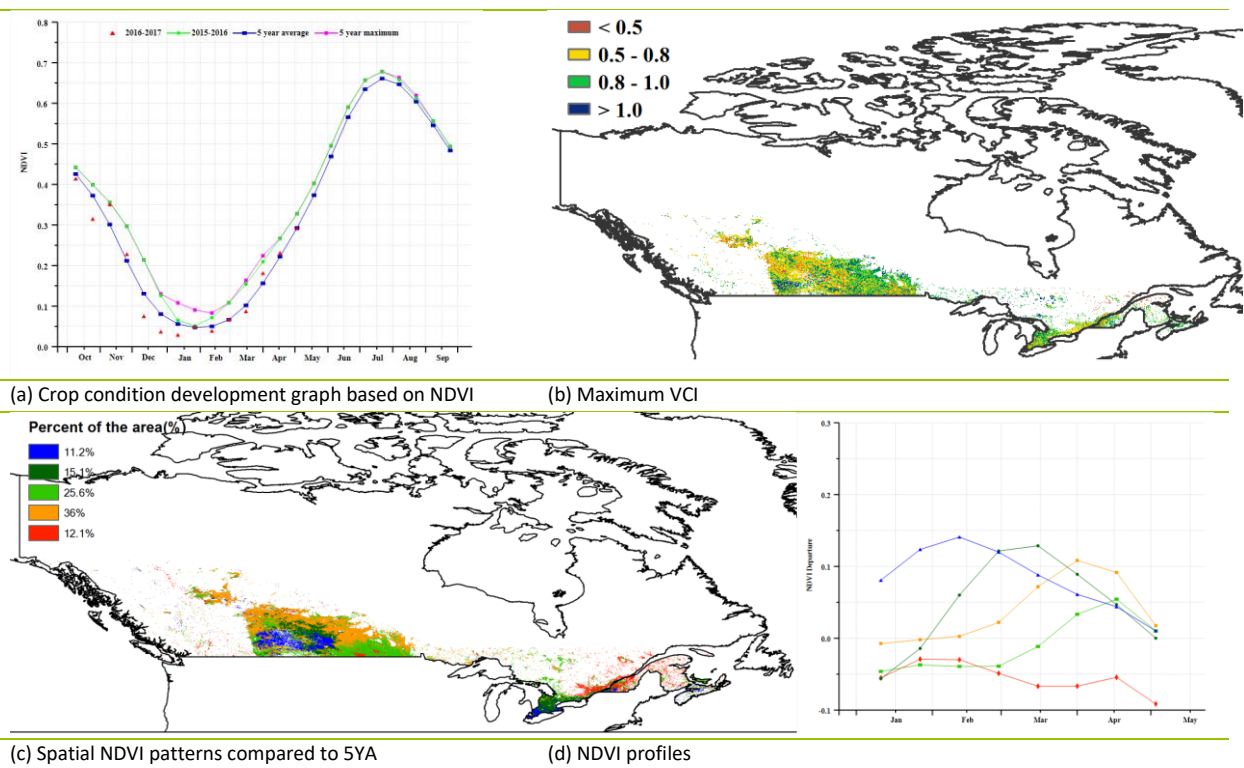 0.8
2016-2017 2015-2016 5 year average 5 year maximum
0.7
0.6
0.5
0.4
0.3
0.2
0.1
0.0
NDVI
Oct Nov Dec Jan Feb Mar Apr May Jun Jul Aug Sep
< 0.5
0.5 - 0.8
0.8 - 1.0
> 1.0
(a) Crop condition development graph based on NDVI
(b) Maximum VCI
Percent of the area(%)
11.2%
15.1%
25.6%
36%
12.1%
0.3
0.2
0.1
0.0
-0.1
NDVI Departure
Jan Feb Mar Apr May
(c) Spatial NDVI patterns compared to 5YA
(d) NDVI profiles